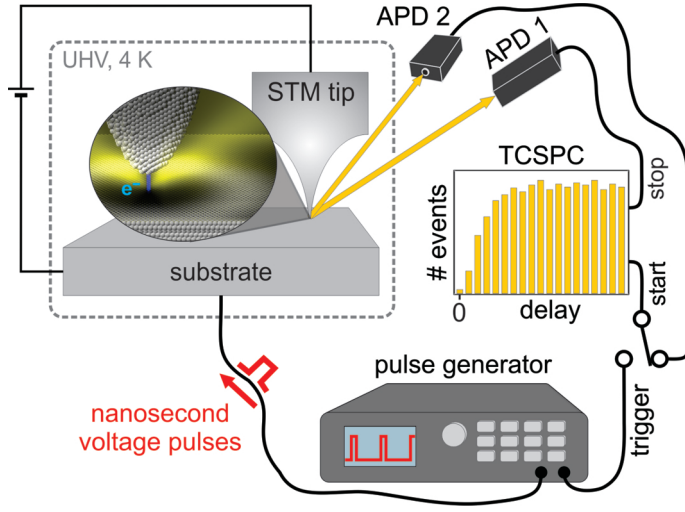 APD 2
APD 1
UHV, 4 K
STM tip
e⁻
substrate
TCSPC
# events
0
delay
stop
start
trigger
pulse generator
nanosecond
voltage pulses